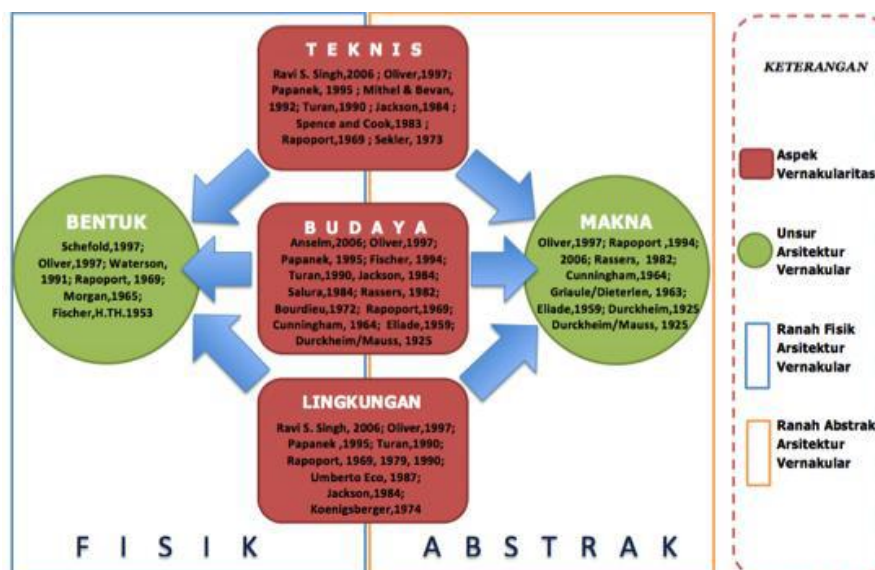 T E K N I S
Ravi S. Singh,2006 ; Oliver,1997;
Papanek, 1995 ; Mithel & Bevan,
1992; Turan,1990 ; Jackson,1984 ;
Spence and Cook,1983 ;
Rapoport,1969 ; Sekler, 1973
BENTUK
Schefold,1997;
Oliver,1997; Waterson,
1991; Rapoport, 1969;
Morgan,1965;
Fischer,H.TH.1953
B U D A Y A
Anselm,2006; Oliver,1997;
Papanek, 1995; Fischer, 1994;
Turan,1990, Jackson, 1984;
Salura,1984; Rassers, 1982;
Bourdieu,1972; Rapoport,1969;
Cunningham, 1964; Eliade,1959;
Durckheim/Mauss, 1925
MAKNA
Oliver,1997; Rapoport ,1994;
2006; Rassers, 1982;
Cunningham,1964;
Griaule/Dieterlen, 1963;
Eliade,1959; Durckheim,1925
Durckheim/Mauss, 1925
LINGKUNGAN
Ravi S. Singh, 2006; Oliver,1997;
Papanek ,1995; Turan,1990;
Rapoport, 1969, 1979, 1990;
Umberto Eco, 1987;
Jackson,1984;
Koenigsberger,1974
F I S I K
A B S T R A K
KETERANGAN
Aspek
Vernakularitas
Unsur
Arsitektur
Vernakular
Ranah Fisik
Arsitektur
Vernakular
Ranah Abstrak
Arsitektur
Vernakular